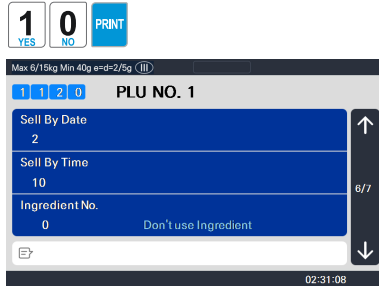 1 0 PRINT
YES NO
Max 6/15kg Min 40g e=d=2/5g III
1 1 2 0 PLU NO. 1
Sell By Date
2
Sell By Time
10
6/7
Ingredient No.
0 Don't use Ingredient
02:31:08